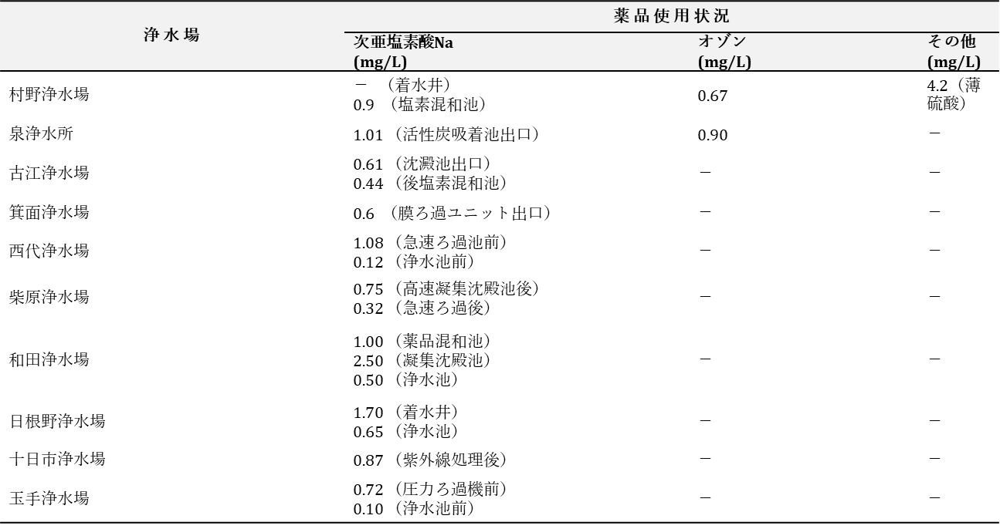 浄水場
薬品使用状況
次亜塩素酸Na
(mg/L)
オゾン
(mg/L)
その他
(mg/L)
村野浄水場
－ （着水井）
0.9 （塩素混和池）
0.67
4.2（薄
硫酸）
泉浄水所
1.01（活性炭吸着池出口）
0.90
－
古江浄水場
0.61（沈澱池出口）
0.44（後塩素混和池）
－
－
箕面浄水場
0.6 （膜ろ過ユニット出口）
－
－
西代浄水場
1.08（急速ろ過池前）
0.12（浄水池前）
－
－
柴原浄水場
0.75（高速凝集沈殿池後）
0.32（急速ろ過後）
－
－
和田浄水場
1.00（薬品混和池）
2.50（凝集沈殿池）
0.50（浄水池）
－
－
日根野浄水場
1.70（着水井）
0.65（浄水池）
－
－
十日市浄水場
0.87（紫外線処理後）
－
－
玉手浄水場
0.72（圧力ろ過機前）
0.10（浄水池前）
－
－